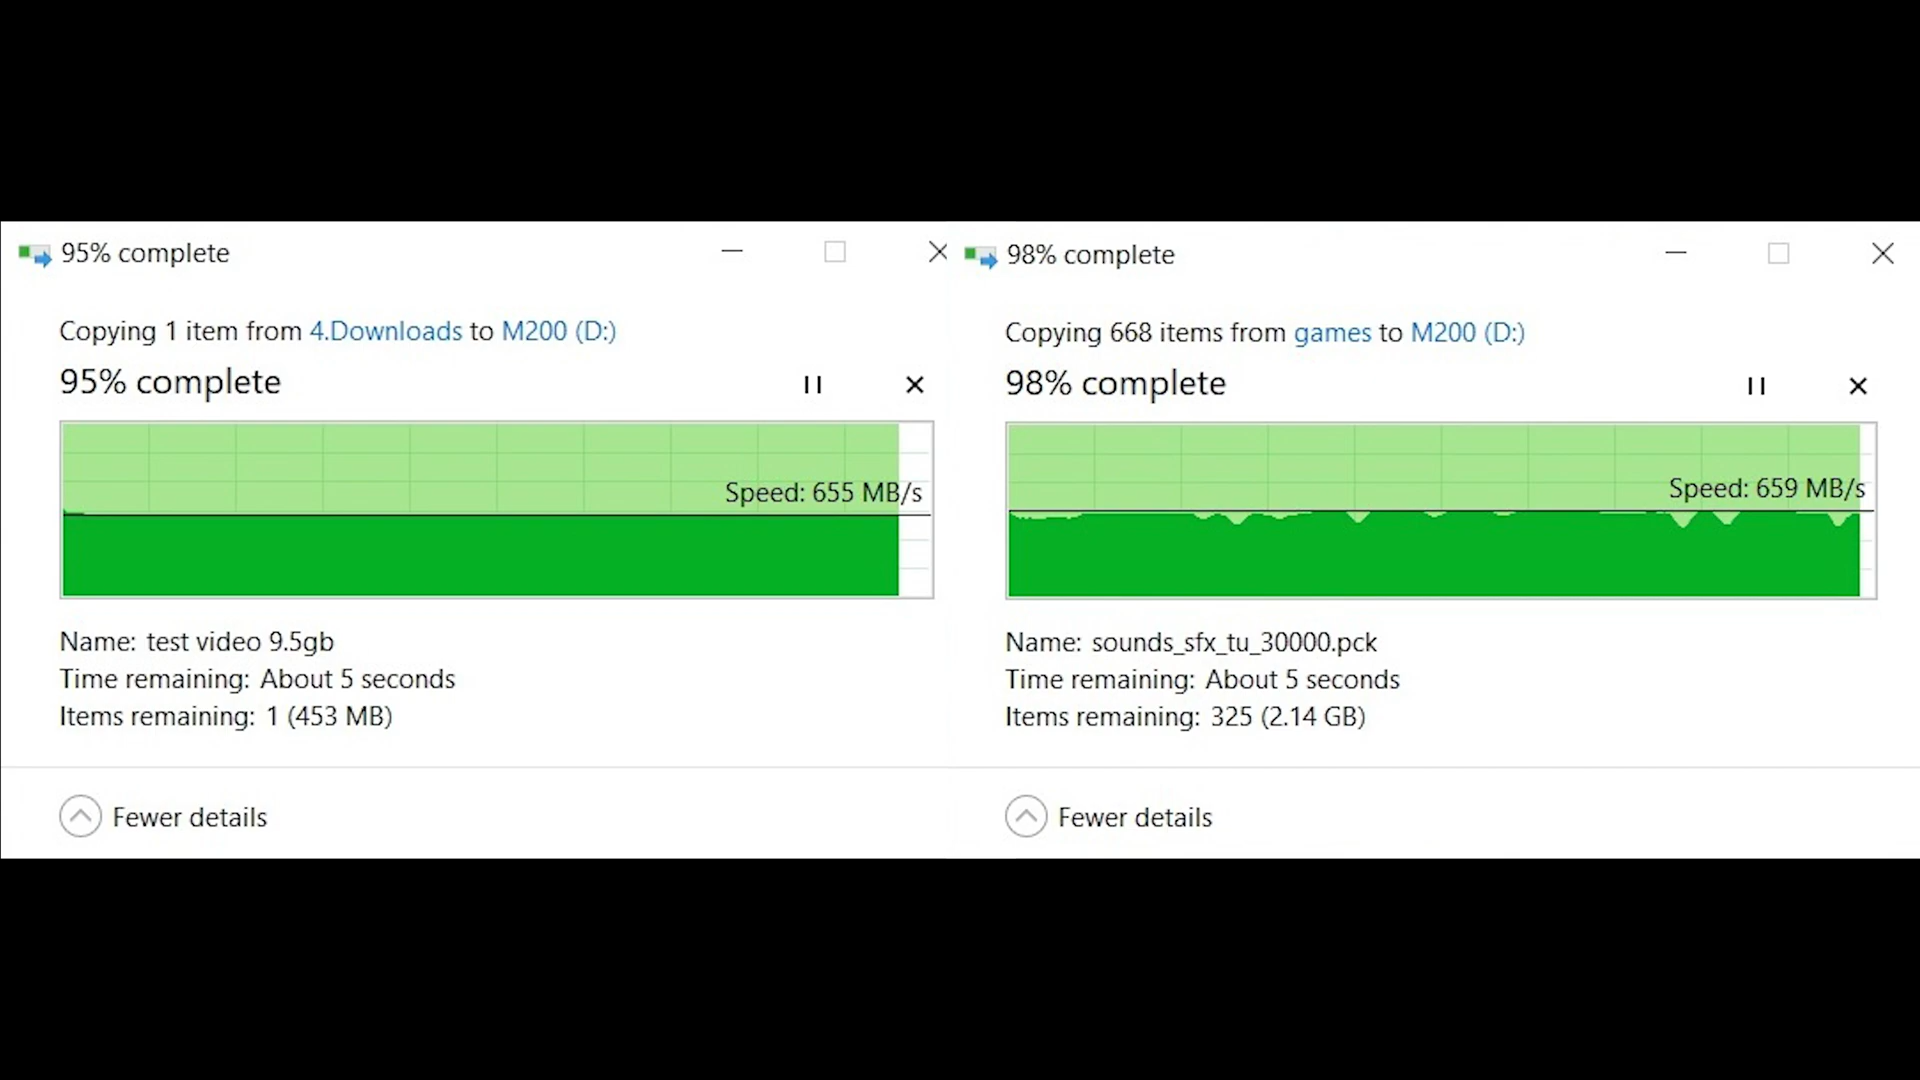 95% complete
Copying 1 item from 4.Downloads to M200 (D:)
95% complete
Speed: 655 MB/s
Name: test video 9.5gb
Time remaining: About 5 seconds
Items remaining: 1 (453 MB)
Fewer details
98% complete
Copying 668 items from games to M200 (D:)
98% complete
Speed: 659 MB/s
Name: sounds_sfx_tu_30000.pck
Time remaining: About 5 seconds
Items remaining: 325 (2.14 GB)
Fewer details